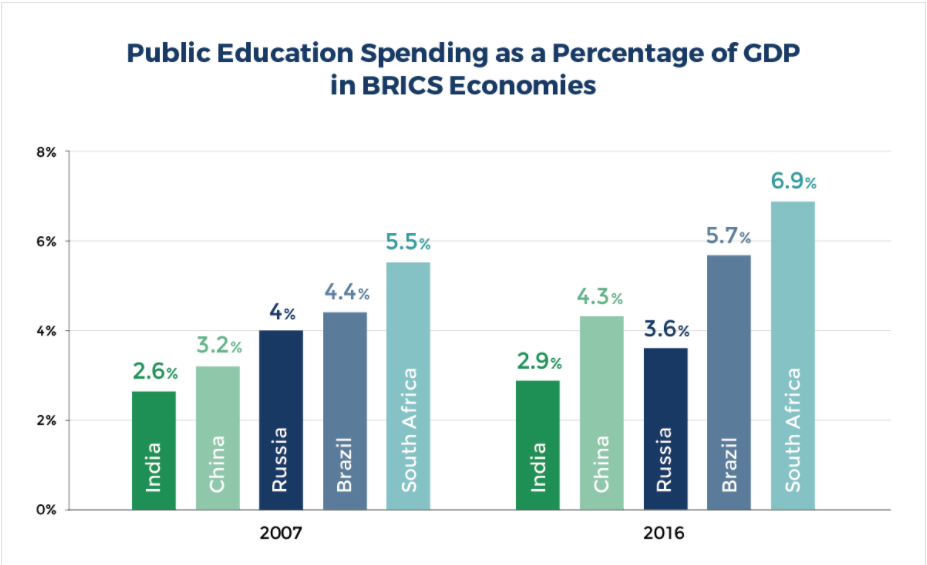 Public Education Spending as a Percentage of GDP
in BRICS Economies
8%
6%
4%
2%
0%
2.6%
3.2%
4%
4.4%
5.5%
2.9%
4.3%
3.6%
5.7%
6.9%
India
China
Russia
Brazil
South Africa
India
China
Russia
Brazil
South Africa
2007
2016